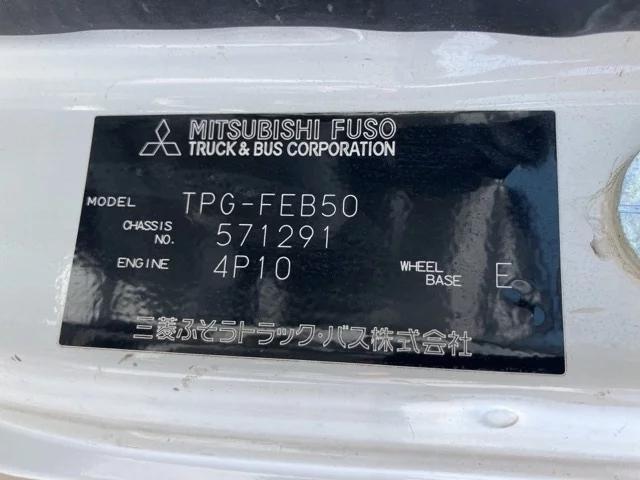 MITSUBISHI FUSO
TRUCK & BUS CORPORATION
MODEL TPG-FEB50
CHASSIS NO. 571291
ENGINE 4P10 WHEEL BASE E
三菱ふそうトラック・バス株式会社